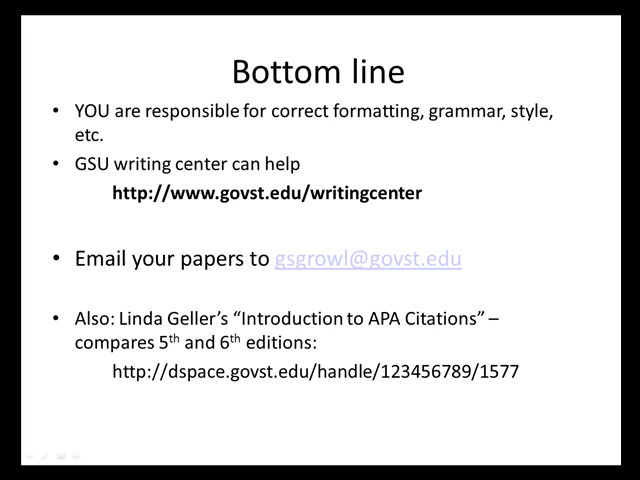 Bottom line
• YOU are responsible for correct formatting, grammar, style,
etc.
• GSU writing center can help
http://www.govst.edu/writingcenter
• Email your papers to gsgrowl@govst.edu
• Also: Linda Geller’s “Introduction to APA Citations” –
compares 5th and 6th editions:
http://dspace.govst.edu/handle/123456789/1577